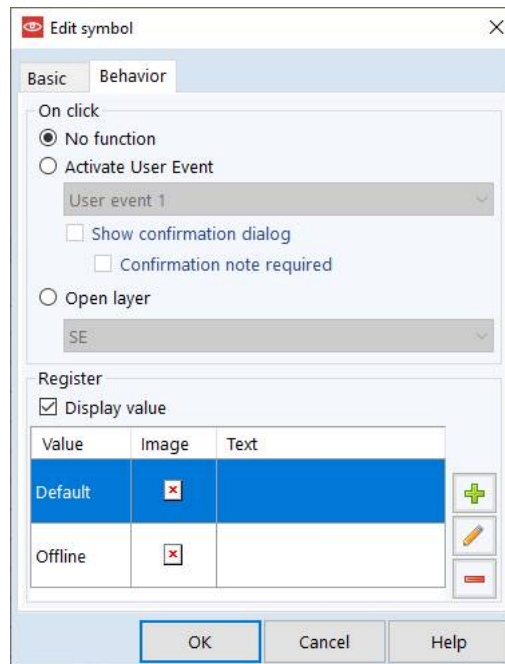 Edit symbol
Basic Behavior
On click
No function
Activate User Event
User event 1
Show confirmation dialog
Confirmation note required
Open layer
SE
Register
Display value
Value Image Text
Default
Offline
OK Cancel Help